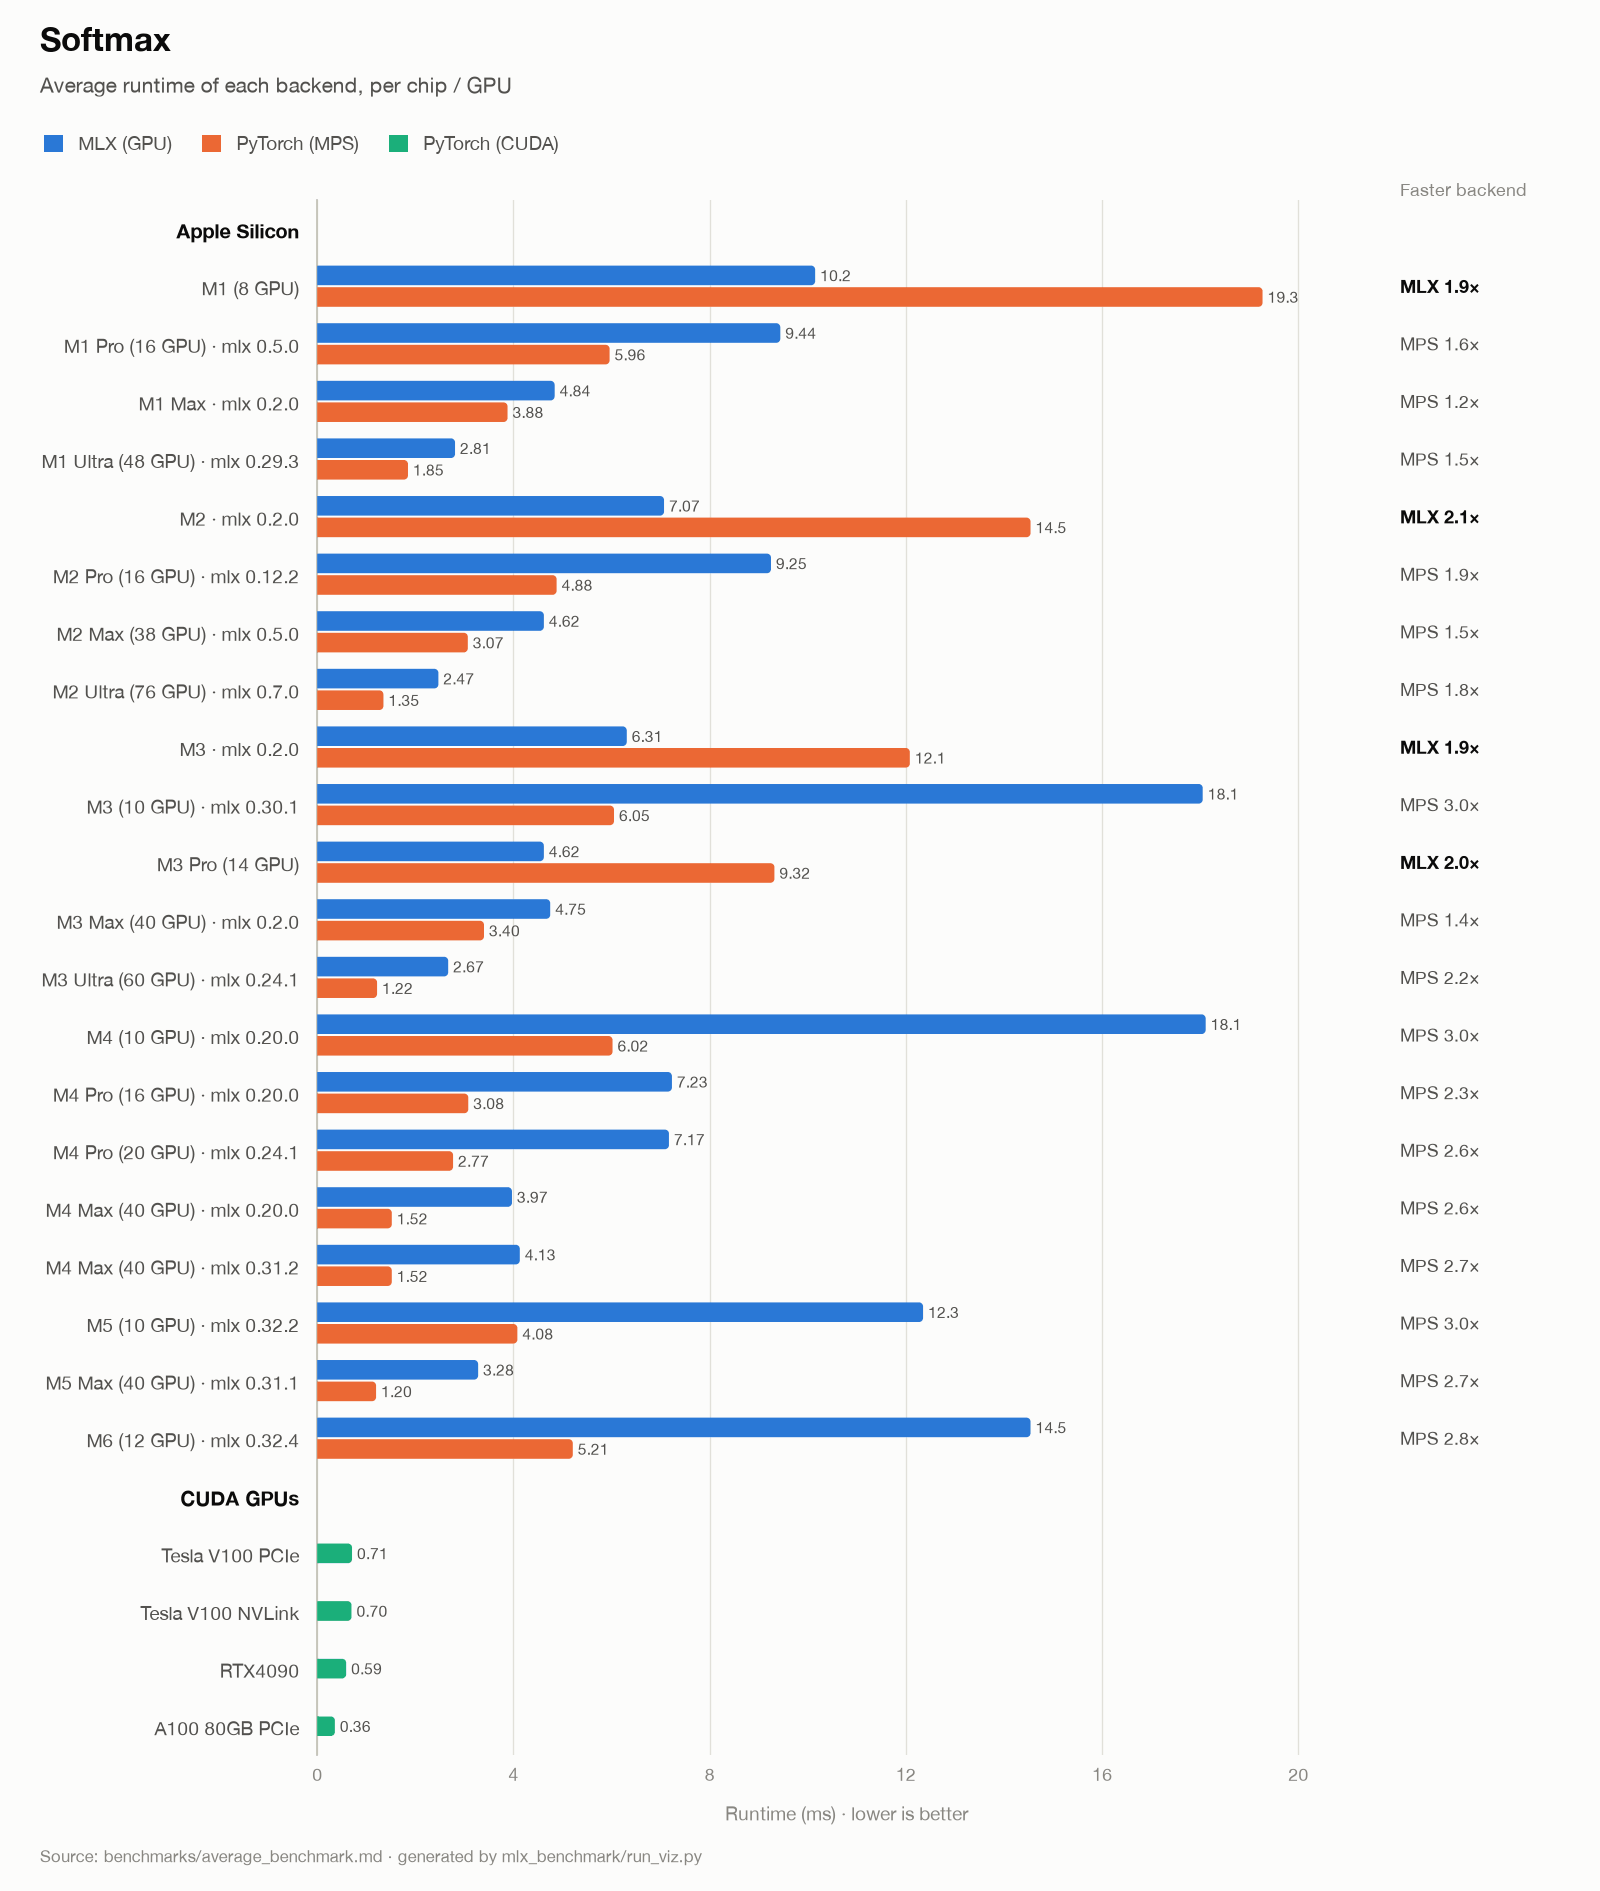 Softmax
Average runtime of each backend, per chip / GPU
MLX (GPU) PyTorch (MPS) PyTorch (CUDA)
Faster backend
Apple Silicon
M1 (8 GPU) 10.2 19.3 MLX 1.9×
M1 Pro (16 GPU) · mlx 0.5.0 9.44 5.96 MPS 1.6×
M1 Max · mlx 0.2.0 4.84 3.88 MPS 1.2×
M1 Ultra (48 GPU) · mlx 0.29.3 2.81 1.85 MPS 1.5×
M2 · mlx 0.2.0 7.07 14.5 MLX 2.1×
M2 Pro (16 GPU) · mlx 0.12.2 9.25 4.88 MPS 1.9×
M2 Max (38 GPU) · mlx 0.5.0 4.62 3.07 MPS 1.5×
M2 Ultra (76 GPU) · mlx 0.7.0 2.47 1.35 MPS 1.8×
M3 · mlx 0.2.0 6.31 12.1 MLX 1.9×
M3 (10 GPU) · mlx 0.30.1 18.1 6.05 MPS 3.0×
M3 Pro (14 GPU) 4.62 9.32 MLX 2.0×
M3 Max (40 GPU) · mlx 0.2.0 4.75 3.40 MPS 1.4×
M3 Ultra (60 GPU) · mlx 0.24.1 2.67 1.22 MPS 2.2×
M4 (10 GPU) · mlx 0.20.0 18.1 6.02 MPS 3.0×
M4 Pro (16 GPU) · mlx 0.20.0 7.23 3.08 MPS 2.3×
M4 Pro (20 GPU) · mlx 0.24.1 7.17 2.77 MPS 2.6×
M4 Max (40 GPU) · mlx 0.20.0 3.97 1.52 MPS 2.6×
M4 Max (40 GPU) · mlx 0.31.2 4.13 1.52 MPS 2.7×
M5 (10 GPU) · mlx 0.32.2 12.3 4.08 MPS 3.0×
M5 Max (40 GPU) · mlx 0.31.1 3.28 1.20 MPS 2.7×
M6 (12 GPU) · mlx 0.32.4 14.5 5.21 MPS 2.8×
CUDA GPUs
Tesla V100 PCIe 0.71
Tesla V100 NVLink 0.70
RTX4090 0.59
A100 80GB PCIe 0.36
0 4 8 12 16 20
Runtime (ms) · lower is better
Source: benchmarks/average_benchmark.md · generated by mlx_benchmark/run_viz.py